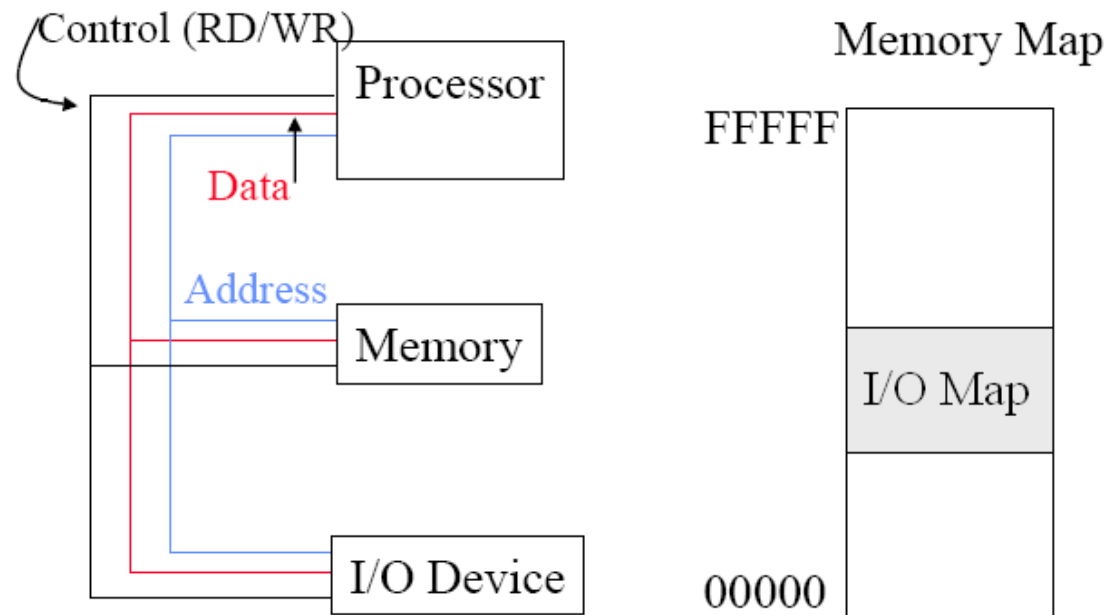 Control (RD/WR)
Processor
Data
Address
Memory
I/O Device
Memory Map
FFFFF
I/O Map
00000